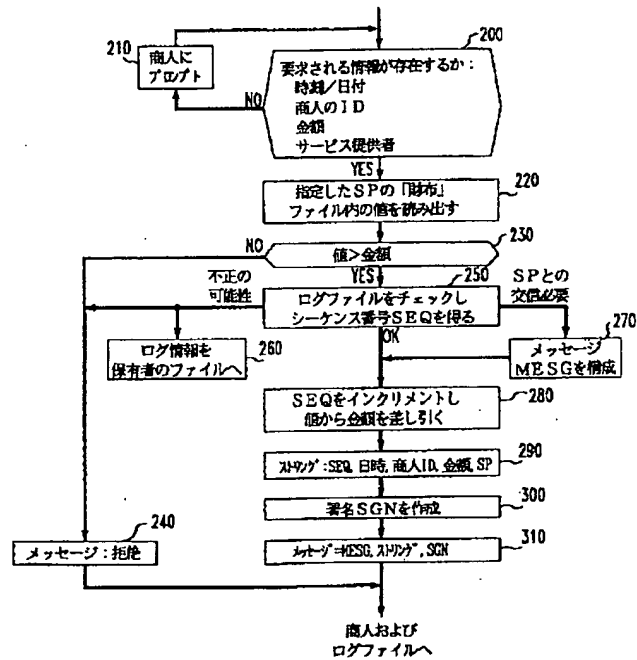 200
210
商人に
プロンプト
要求される情報が存在するか:
時刻/日付
商人のID
金額
サービス提供者
NO
YES
220
指定したSPの「財布」
ファイル内の値を読み出す
230
NO
値>金額
YES
250
不正の
可能性
ログファイルをチェックし
シーケンス番号SEQを得る
SPとの
交信必要
270
OK
260
ログ情報を
保有者のファイルへ
メッセージ
MESGを構成
280
SEQをインクリメントし
値から金額を差し引く
290
ストリング:SEQ,日時,商人ID,金額,SP
300
署名SGNを作成
240
メッセージ:拒絶
310
メッセージ=MESG,ストリング,SGN
商人および
ログファイルへ